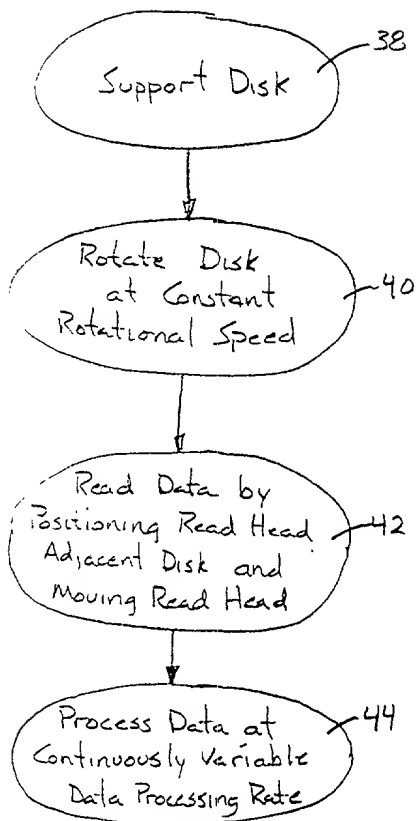 Support Disk
38
Rotate Disk
at Constant
Rotational Speed
40
Read Data by
Positioning Read Head
Adjacent Disk and
Moving Read Head
42
Process Data at
Continuously Variable
Data Processing Rate
44